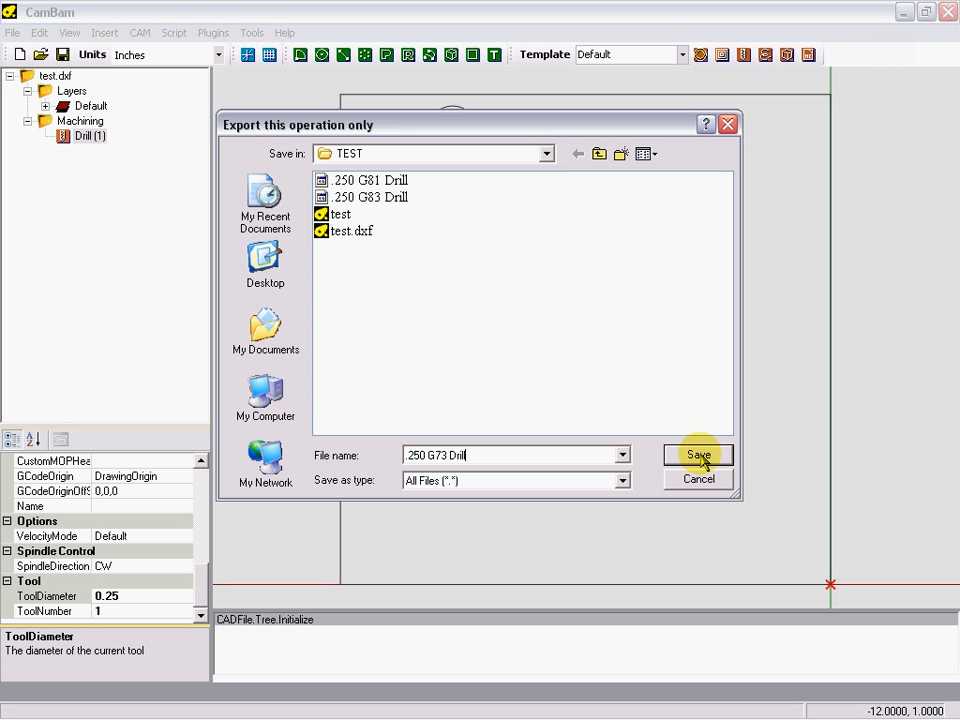 CamBam
File Edit View Insert CAM Script Plugins Tools Help
Units Inches Template Default
test.dxf
Layers
Default
Machining
Drill (1)
Export this operation only
Save in: TEST
My Recent Documents
Desktop
My Documents
My Computer
My Network
.250 G81 Drill
.250 G83 Drill
test
test.dxf
File name: .250 G73 Drill Save
Save as type: All Files (*.*) Cancel
CustomMOPHea
GCodeOrigin DrawingOrigin
GCodeOriginOffs 0,0,0
Name
Options
VelocityMode Default
Spindle Control
SpindleDirection CW
Tool
ToolDiameter 0.25
ToolNumber 1
ToolDiameter
The diameter of the current tool
CADFile.Tree.Initialize
-12.0000, 1.0000